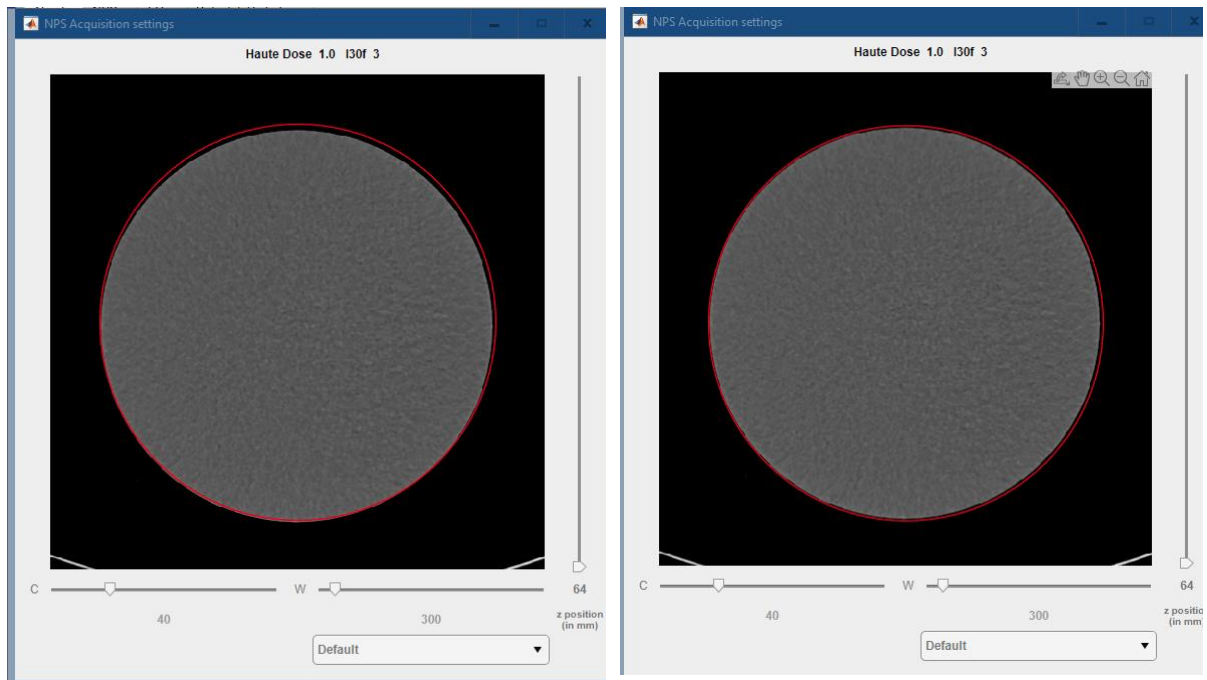 NPS Acquisition settings
Haute Dose 1.0 I30f 3
C
W
64
40
300
z position
(in mm)
Default
NPS Acquisition settings
Haute Dose 1.0 I30f 3
C
W
64
40
300
z positio
(in mm
Default